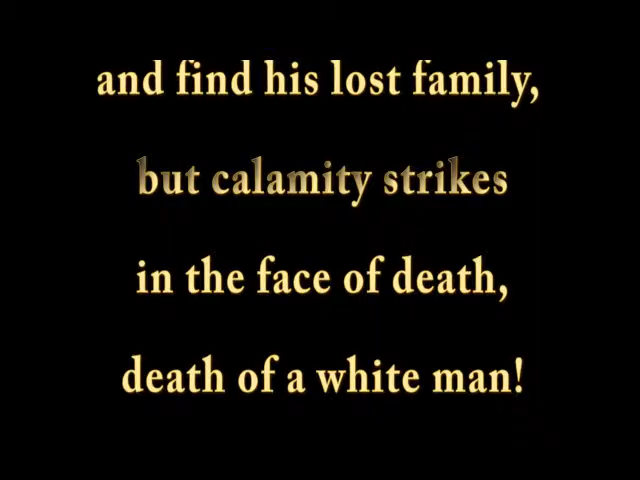 and find his lost family,
but calamity strikes
in the face of death,
death of a white man!